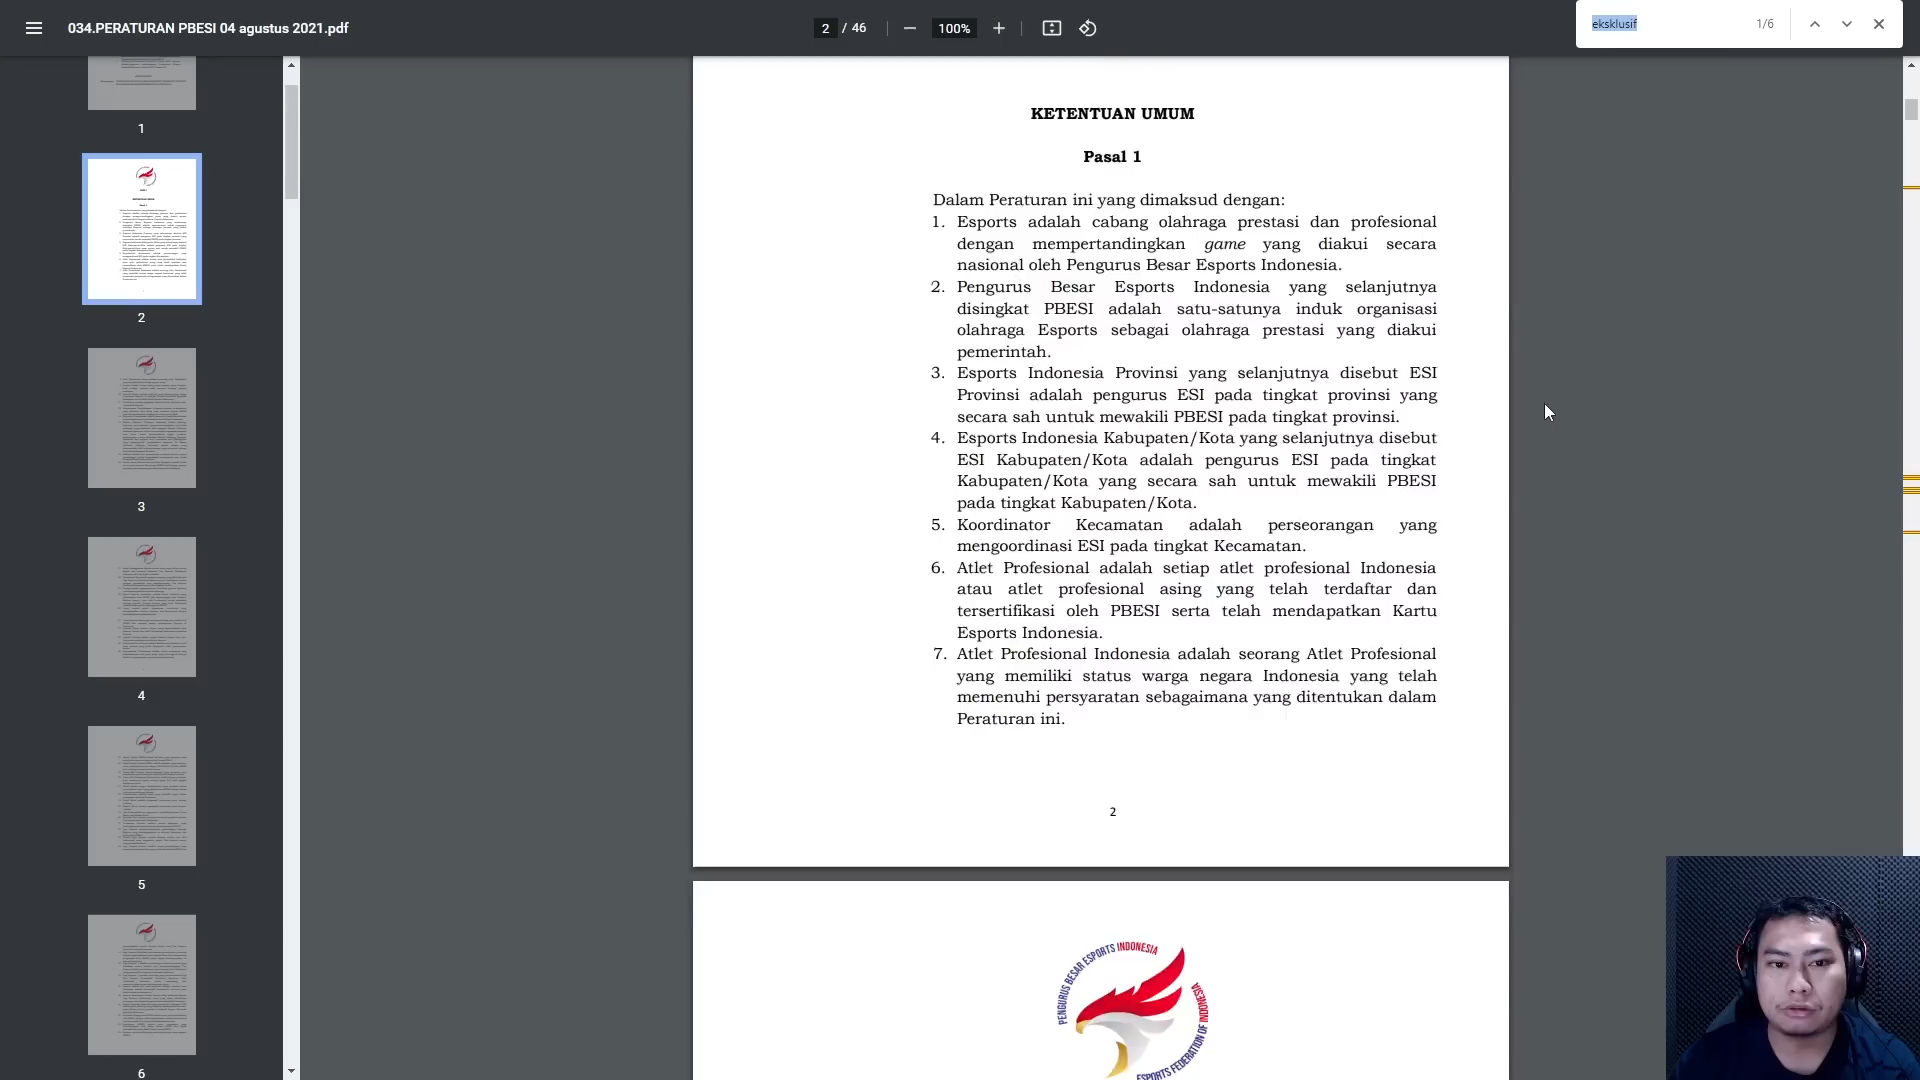 034.PERATURAN PBESI 04 agustus 2021.pdf
2 / 46
100%
eksklusif
1/6
1
2
3
4
5
6
KETENTUAN UMUM
Pasal 1
Dalam Peraturan ini yang dimaksud dengan:
1. Esports adalah cabang olahraga prestasi dan profesional
dengan mempertandingkan game yang diakui secara
nasional oleh Pengurus Besar Esports Indonesia.
2. Pengurus Besar Esports Indonesia yang selanjutnya
disingkat PBESI adalah satu-satunya induk organisasi
olahraga Esports sebagai olahraga prestasi yang diakui
pemerintah.
3. Esports Indonesia Provinsi yang selanjutnya disebut ESI
Provinsi adalah pengurus ESI pada tingkat provinsi yang
secara sah untuk mewakili PBESI pada tingkat provinsi.
4. Esports Indonesia Kabupaten/Kota yang selanjutnya disebut
ESI Kabupaten/Kota adalah pengurus ESI pada tingkat
Kabupaten/Kota yang secara sah untuk mewakili PBESI
pada tingkat Kabupaten/Kota.
5. Koordinator Kecamatan adalah perseorangan yang
mengoordinasi ESI pada tingkat Kecamatan.
6. Atlet Profesional adalah setiap atlet profesional Indonesia
atau atlet profesional asing yang telah terdaftar dan
tersertifikasi oleh PBESI serta telah mendapatkan Kartu
Esports Indonesia.
7. Atlet Profesional Indonesia adalah seorang Atlet Profesional
yang memiliki status warga negara Indonesia yang telah
memenuhi persyaratan sebagaimana yang ditentukan dalam
Peraturan ini.
2
PENGURUS BESAR ESPORTS INDONESIA
ESPORTS FEDERATION OF INDONESIA